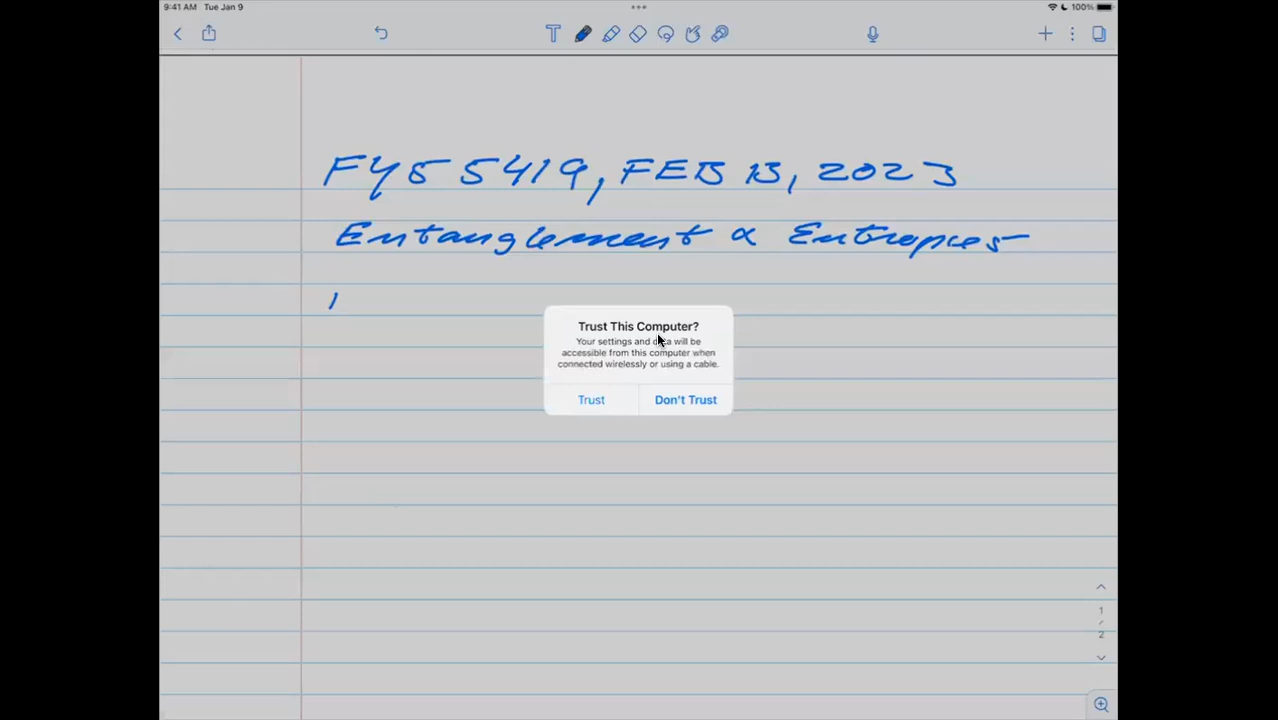 9:41 AM Tue Jan 9
100%
FYS 5419, FEB 13, 2023
Entanglement & Entropies
Trust This Computer?
Your settings and data will be
accessible from this computer when
connected wirelessly or using a cable.
Trust Don't Trust
1
/
2